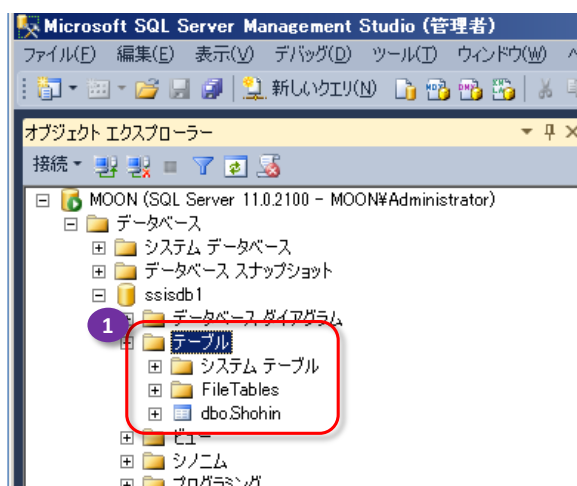 Microsoft SQL Server Management Studio (管理者)
ファイル(F) 編集(E) 表示(V) デバッグ(D) ツール(T) ウィンドウ(W)
新しいクエリ(N)
オブジェクト エクスプローラー
接続
MOON (SQL Server 11.0.2100 - MOON¥Administrator)
データベース
システム データベース
データベース スナップショット
ssisdb1
データベース ダイアグラム
1
テーブル
システム テーブル
FileTables
dbo.Shohin
ビュー
シノニム
プログラミング